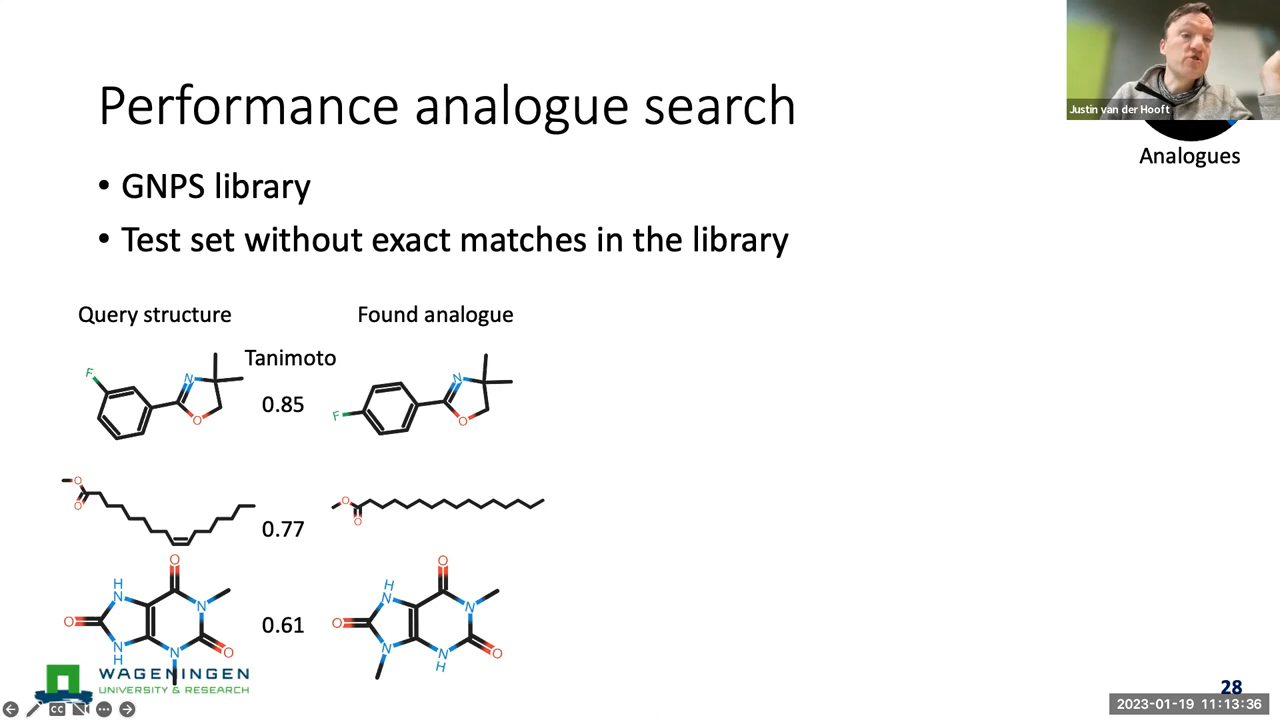 Justin van der Hooft
Performance analogue search
Analogues
• GNPS library
• Test set without exact matches in the library
Query structure
Found analogue
Tanimoto
F
N
O
0.85
F
N
O
O
O
0.77
O
O
O
H
N
O
N
H
N
N
O
0.61
O
H
N
O
N
N
N
H
O
WAGENINGEN
UNIVERSITY & RESEARCH
CC
28
2023-01-19 11:13:36